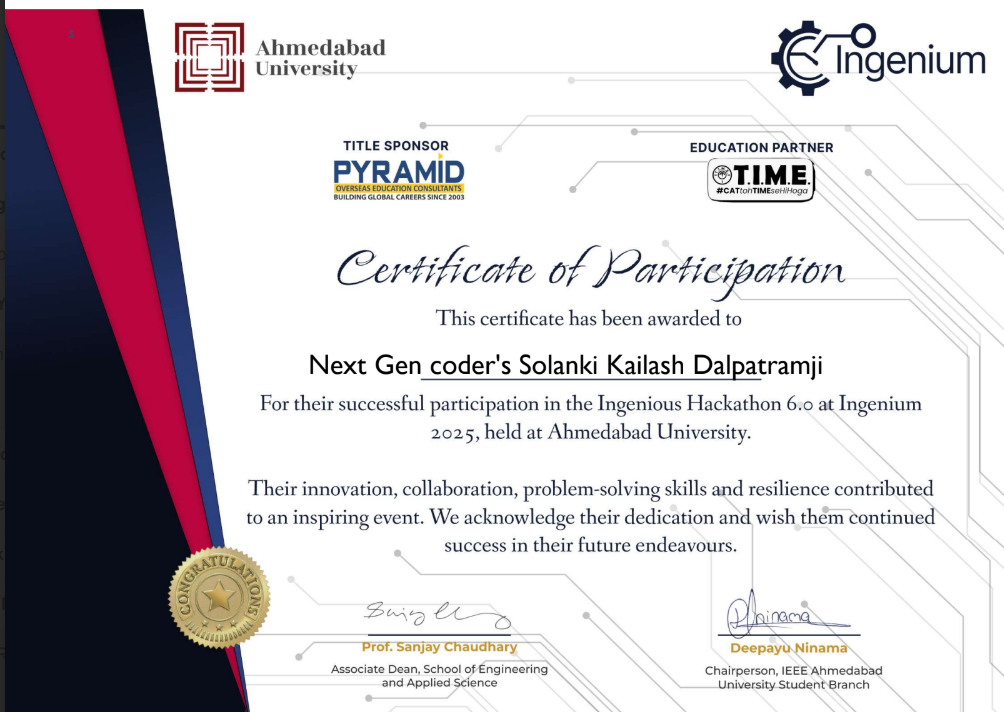 Ahmedabad
University
Ingenium
TITLE SPONSOR
PYRAMID
OVERSEAS EDUCATION CONSULTANTS
BUILDING GLOBAL CAREERS SINCE 2003
EDUCATION PARTNER
T.I.M.E.
#CATtohTIMEseHiHoga
Certificate of Participation
This certificate has been awarded to
Next Gen coder's Solanki Kailash Dalpatramji
For their successful participation in the Ingenious Hackathon 6.0 at Ingenium
2025, held at Ahmedabad University.
Their innovation, collaboration, problem-solving skills and resilience contributed
to an inspiring event. We acknowledge their dedication and wish them continued
success in their future endeavours.
CONGRATULATIONS
Prof. Sanjay Chaudhary
Associate Dean, School of Engineering
and Applied Science
Deepayu Ninama
Chairperson, IEEE Ahmedabad
University Student Branch